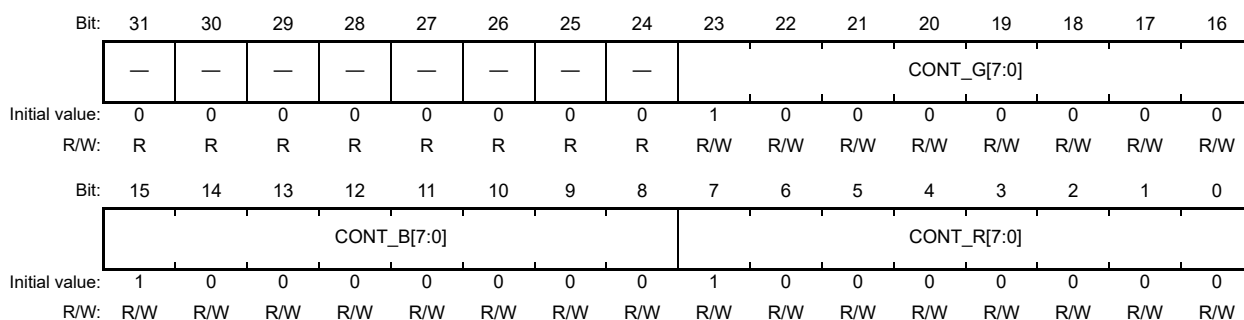 Bit: 31 30 29 28 27 26 25 24 23 22 21 20 19 18 17 16
— — — — — — — — CONT_G[7:0]
Initial value: 0 0 0 0 0 0 0 0 1 0 0 0 0 0 0 0
R/W: R R R R R R R R R/W R/W R/W R/W R/W R/W R/W R/W
Bit: 15 14 13 12 11 10 9 8 7 6 5 4 3 2 1 0
CONT_B[7:0] CONT_R[7:0]
Initial value: 1 0 0 0 0 0 0 0 1 0 0 0 0 0 0 0
R/W: R/W R/W R/W R/W R/W R/W R/W R/W R/W R/W R/W R/W R/W R/W R/W R/W